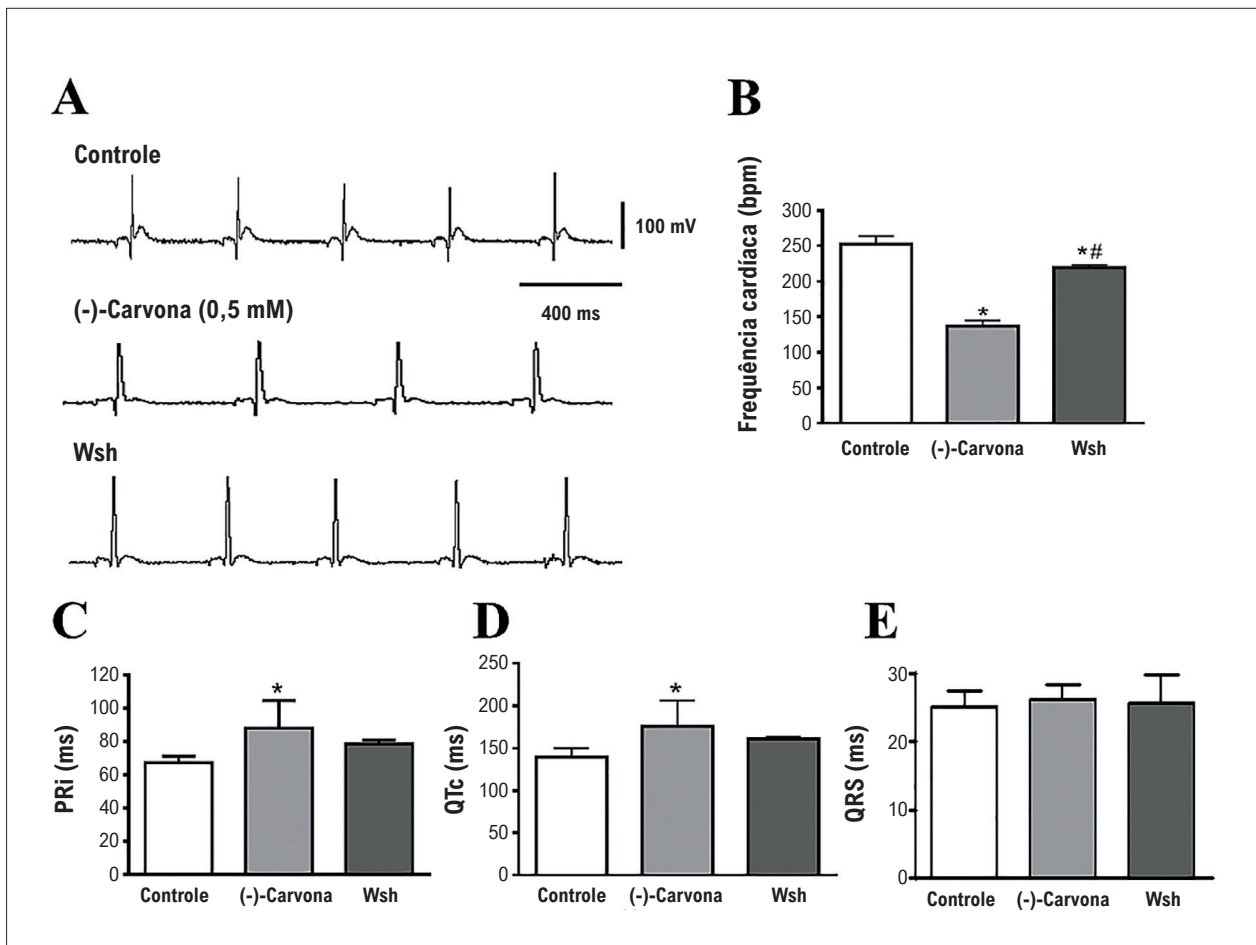 A
Controle
100 mV
400 ms
(-)-Carvona (0,5 mM)
Wsh
B
Frequência cardíaca (bpm)
300
250
200
150
100
50
0
*
*#
Controle
(-)-Carvona
Wsh
C
PRi (ms)
120
100
80
60
40
20
0
*
Controle
(-)-Carvona
Wsh
D
QTc (ms)
250
200
150
100
50
0
*
Controle
(-)-Carvona
Wsh
E
QRS (ms)
30
20
10
0
Controle
(-)-Carvona
Wsh